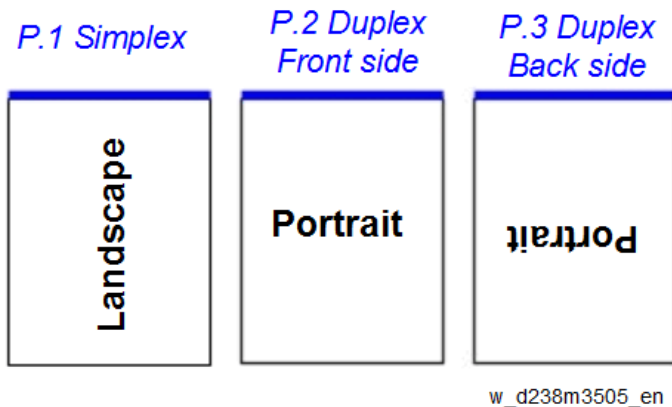 P.1 Simplex
P.2 Duplex
Front side
P.3 Duplex
Back side
Landscape
Portrait
Portrait
w_d238m3505_en